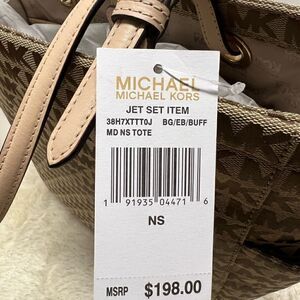 MICHAEL
MICHAEL KORS
JET SET ITEM
38H7XTTT0J BG/EB/BUFF
MD NS TOTE
1 91935 04471 6
NS
MSRP $198.00